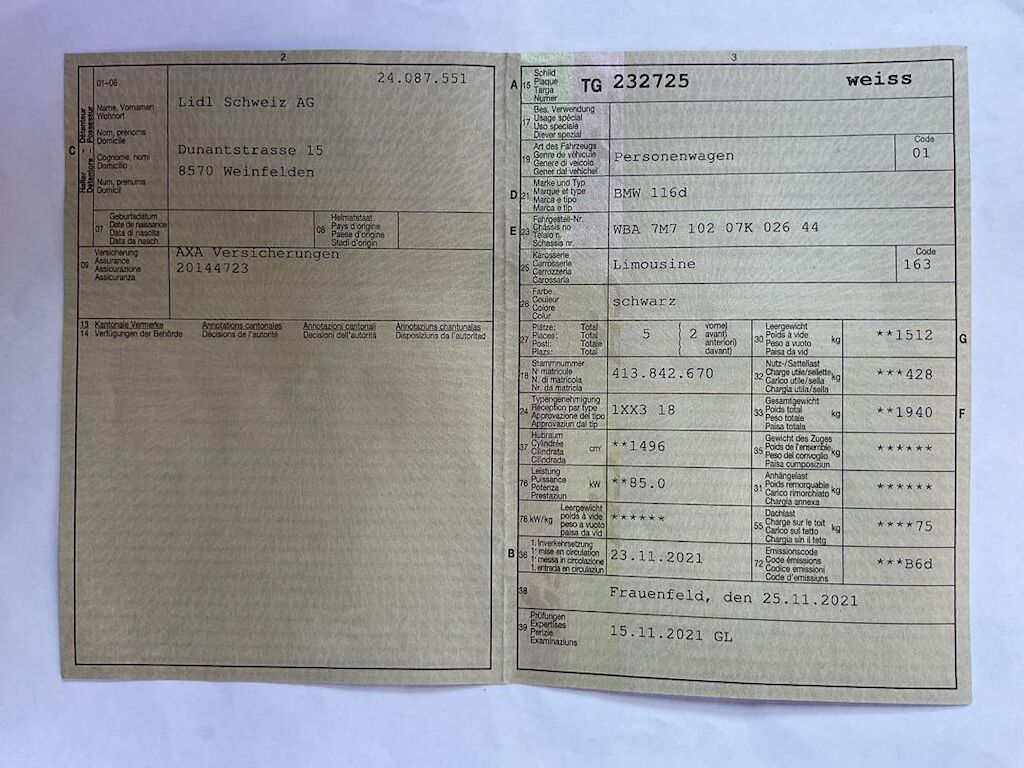 2
01-06
24.087.551
C
Halter - Détenteur
Detentore - Possessur
Name, Vornamen
Wohnort
Nom, prénoms
Domicile
Cognome, nomi
Domicilio
Num, prenums
Domicil
Lidl Schweiz AG
Dunantstrasse 15
8570 Weinfelden
07
Geburtsdatum
Date de naissance
Data di nascita
Data da nasch.
08
Heimatstaat
Pays d'origine
Paese d'origine
Stadi d'origin
09
Versicherung
Assurance
Assicurazione
Assicuranza
AXA Versicherungen
20144723
13 Kantonale Vermerke Annotations cantonales Annotazioni cantonali Annotaziuns chantunalas
14 Verfügungen der Behörde Décisions de l'autorité Decisioni dell'autorità Disposiziuns da l'autoritad
3
A 15
Schild
Plaque
Targa
Numer
TG 232725 weiss
17
Bes. Verwendung
Usage spécial
Uso speciale
Diever spezial
19
Art des Fahrzeugs
Genre de véhicule
Genere di veicolo
Gener dal vehichel
Personenwagen
Code
01
D 21
Marke und Typ
Marque et type
Marca e tipo
Marca e tip
BMW 116d
E 23
Fahrgestell-Nr.
Châssis no
Telaio n.
Schassis nr.
WBA 7M7 102 07K 026 44
25
Karosserie
Carrosserie
Carrozzeria
Carossaria
Limousine
Code
163
26
Farbe
Couleur
Colore
Colur
schwarz
27
Plätze: Total
Places: Total
Posti: Totale
Plazs: Total
5
( 2
vorne)
avant)
anteriori)
davant)
30
Leergewicht
Poids à vide
Peso a vuoto
Paisa da vid
kg
**1512
G
18
Stammnummer
N° matricule
N. di matricola
Nr. da matricla
413.842.670
32
Nutz-/Sattellast
Charge utile/sellette
Carico utile/sella
Chargia utila/sella
kg
***428
24
Typengenehmigung
Réception par type
Approvazione del tipo
Approvaziun dal tip
1XX3 18
33
Gesamtgewicht
Poids total
Peso totale
Paisa totala
kg
**1940
F
37
Hubraum
Cylindrée
Cilindrata
Cilindrada
cm³
**1496
35
Gewicht des Zuges
Poids de l'ensemble
Peso del convoglio
Paisa cumposiziun
kg
******
76
Leistung
Puissance
Potenza
Prestaziun
kW
**85.0
31
Anhängelast
Poids remorquable
Carico rimorchiato
Chargia annexa
kg
******
78 kW/kg
Leergewicht
poids à vide
peso a vuoto
paisa da vid
******
55
Dachlast
Charge sur le toit
Carico sul tetto
Chargia sin il tetg
kg
****75
B 36
1. Inverkehrsetzung
1re mise en circulation
1a messa in circolazione
1. entrada en circulaziun
23.11.2021
72
Emissionscode
Code émissions
Codice emissioni
Code d'emissiuns
***B6d
38
Frauenfeld, den 25.11.2021
39
Prüfungen
Expertises
Perizie
Examinaziuns
15.11.2021 GL